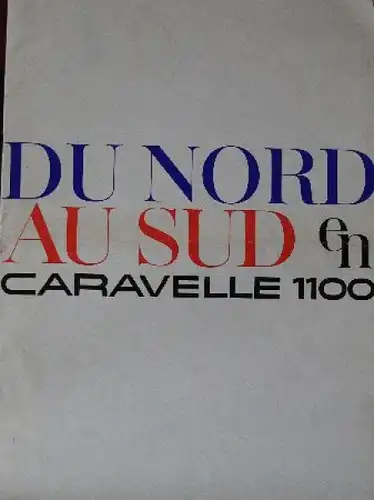 DU NORD
AU SUD en
CARAVELLE 1100